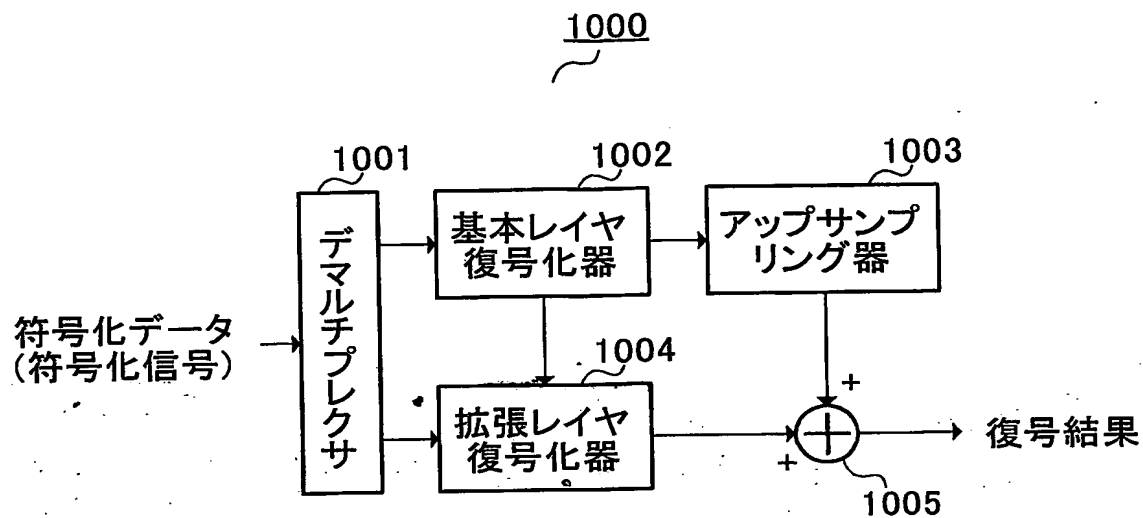 1000
1001
1002
1003
デマルチプレクサ
基本レイヤ
復号化器
アップサンプ
リング器
符号化データ
(符号化信号)
1004
拡張レイヤ
復号化器
+
+
復号結果
1005